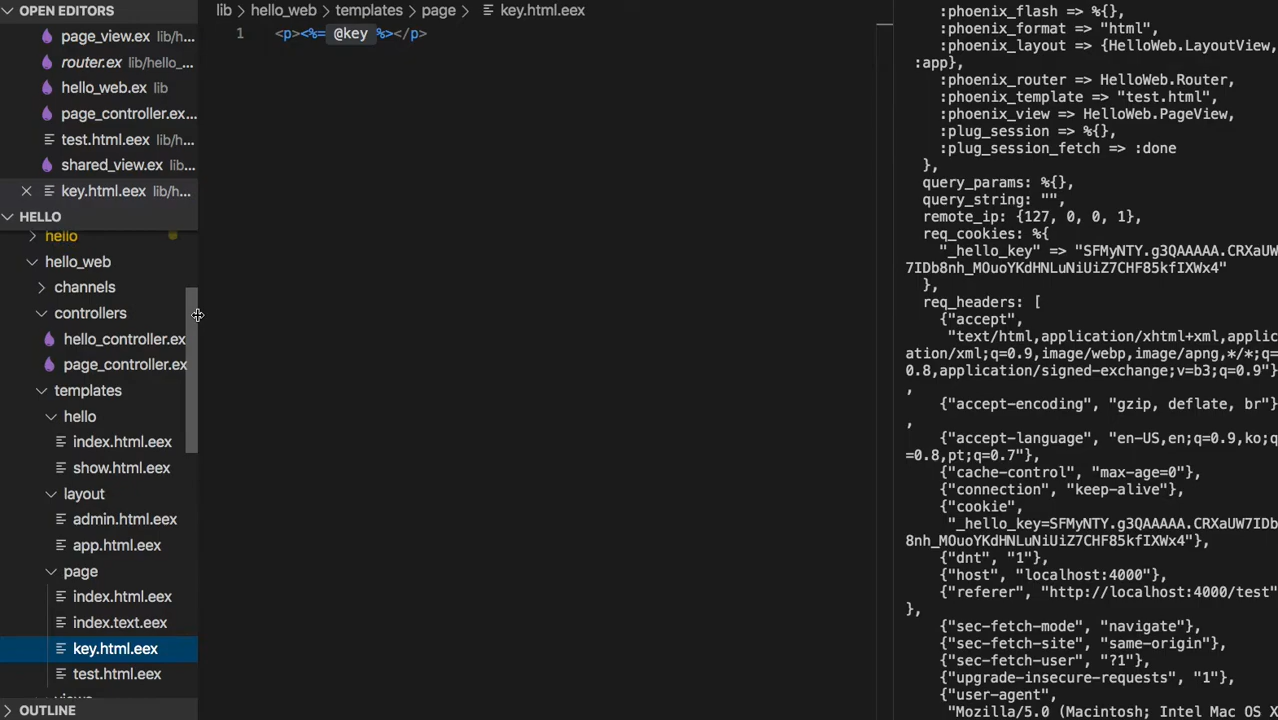 OPEN EDITORS
page_view.ex lib/h...
router.ex lib/hello_...
hello_web.ex lib
page_controller.ex...
test.html.eex lib/h...
shared_view.ex lib...
key.html.eex lib/h...
HELLO
hello
hello_web
channels
controllers
hello_controller.ex
page_controller.ex
templates
hello
index.html.eex
show.html.eex
layout
admin.html.eex
app.html.eex
page
index.html.eex
index.text.eex
key.html.eex
test.html.eex
OUTLINE
lib > hello_web > templates > page > key.html.eex
1 <p><%= @key %></p>
:phoenix_flash => %{},
:phoenix_format => "html",
:phoenix_layout => {HelloWeb.LayoutView,
:app},
:phoenix_router => HelloWeb.Router,
:phoenix_template => "test.html",
:phoenix_view => HelloWeb.PageView,
:plug_session => %{},
:plug_session_fetch => :done
},
query_params: %{},
query_string: "",
remote_ip: {127, 0, 0, 1},
req_cookies: %{
"_hello_key" => "SFMyNTY.g3QAAAAA.CRXaUW
7IDb8nh_MOuoYKdHNLuNiUiZ7CHF85kfIXWx4"
},
req_headers: [
{"accept",
"text/html,application/xhtml+xml,applic
ation/xml;q=0.9,image/webp,image/apng,*/*;q=
0.8,application/signed-exchange;v=b3;q=0.9"}
,
{"accept-encoding", "gzip, deflate, br"}
,
{"accept-language", "en-US,en;q=0.9,ko;q
=0.8,pt;q=0.7"},
{"cache-control", "max-age=0"},
{"connection", "keep-alive"},
{"cookie",
"_hello_key=SFMyNTY.g3QAAAAA.CRXaUW7IDb
8nh_MOuoYKdHNLuNiUiZ7CHF85kfIXWx4"},
{"dnt", "1"},
{"host", "localhost:4000"},
{"referer", "http://localhost:4000/test"
},
{"sec-fetch-mode", "navigate"},
{"sec-fetch-site", "same-origin"},
{"sec-fetch-user", "?1"},
{"upgrade-insecure-requests", "1"},
{"user-agent",
"Mozilla/5.0 (Macintosh; Intel Mac OS X